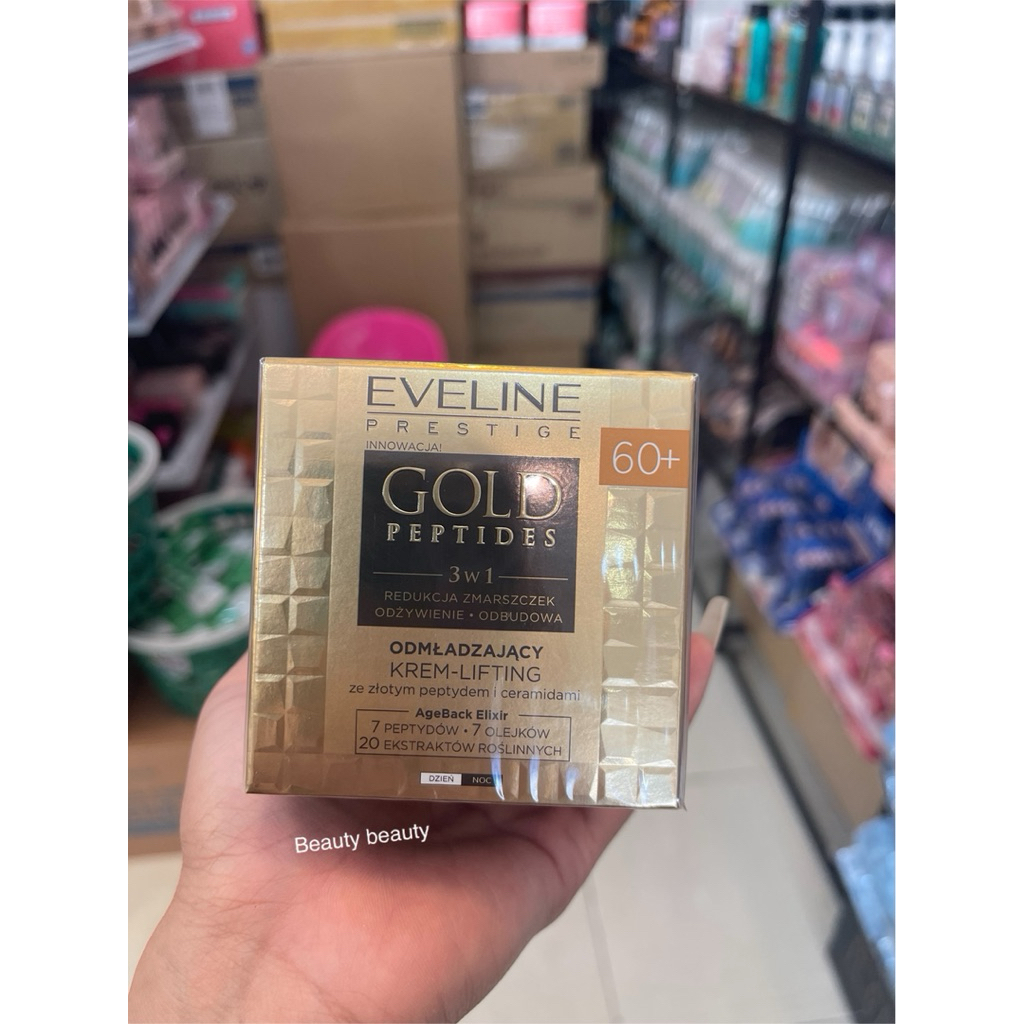 EVELINE
PRESTIGE
INNOWACJA!
60+
GOLD
PEPTIDES
3w1
REDUKCJA ZMARSZCZEK
ODŻYWIENIE • ODBUDOWA
ODMŁADZAJĄCY
KREM-LIFTING
ze złotym peptydem i ceramidami
AgeBack Elixir
7 PEPTYDÓW • 7 OLEJKÓW
20 EKSTRAKTÓW ROŚLINNYCH
DZIEŃ NOC
Beauty beauty